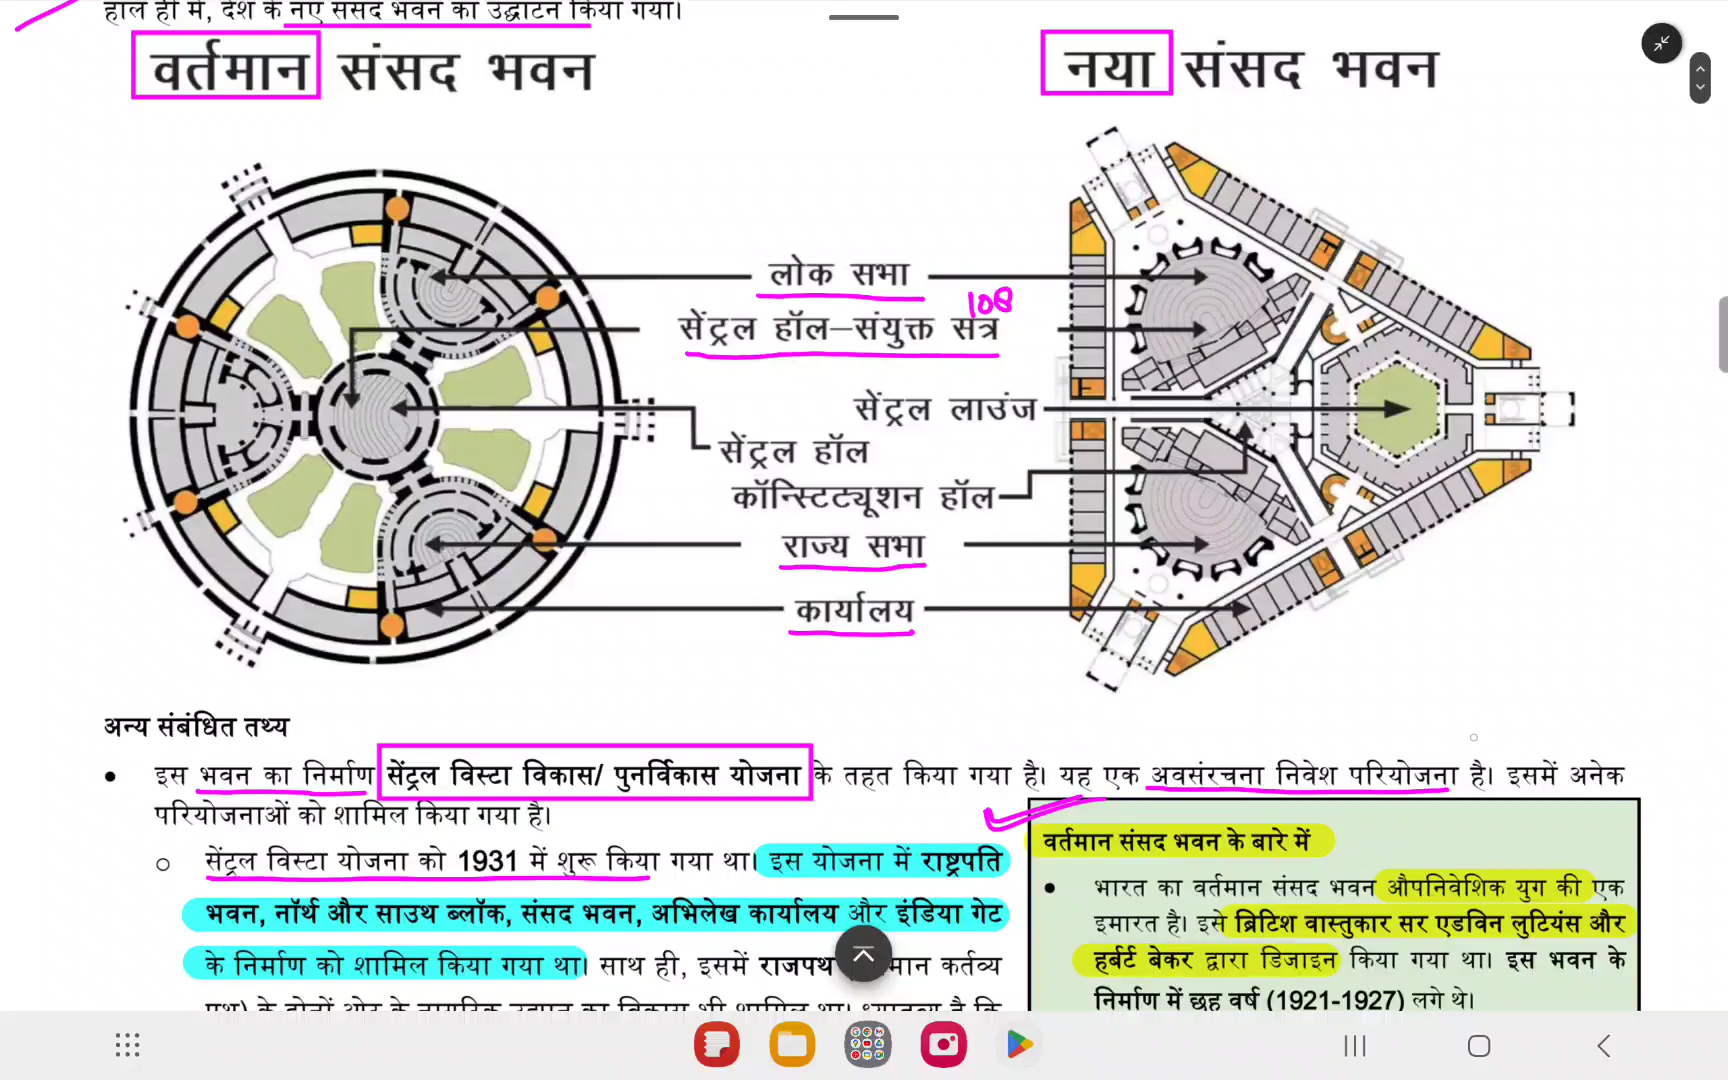 हाल ही में, देश के नए संसद भवन का उद्घाटन किया गया।
वर्तमान संसद भवन
नया संसद भवन
लोक सभा
108
सेंट्रल हॉल–संयुक्त सत्र
सेंट्रल लाउंज
सेंट्रल हॉल
कॉन्स्टिट्यूशन हॉल
राज्य सभा
कार्यालय
अन्य संबंधित तथ्य
• इस भवन का निर्माण सेंट्रल विस्टा विकास/ पुनर्विकास योजना के तहत किया गया है। यह एक अवसंरचना निवेश परियोजना है। इसमें अनेक
परियोजनाओं को शामिल किया गया है।
o सेंट्रल विस्टा योजना को 1931 में शुरू किया गया था। इस योजना में राष्ट्रपति
भवन, नॉर्थ और साउथ ब्लॉक, संसद भवन, अभिलेख कार्यालय और इंडिया गेट
के निर्माण को शामिल किया गया था। साथ ही, इसमें राजपथ कर्तव्य
वर्तमान संसद भवन के बारे में
• भारत का वर्तमान संसद भवन औपनिवेशिक युग की एक
इमारत है। इसे ब्रिटिश वास्तुकार सर एडविन लुटियंस और
हर्बर्ट बेकर द्वारा डिजाइन किया गया था। इस भवन के
निर्माण में छह वर्ष (1921-1927) लगे थे।